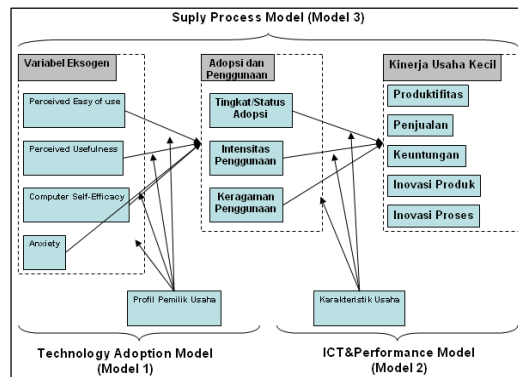 Suply Process Model (Model 3)
Variabel Eksogen
Perceived Easy of use
Perceived Usefulness
Computer Self-Efficacy
Anxiety
Adopsi dan
Penggunaan
Tingkat/Status
Adopsi
Intensitas
Penggunaan
Keragaman
Penggunaan
Kinerja Usaha Kecil
Produktifitas
Penjualan
Keuntungan
Inovasi Produk
Inovasi Proses
Profil Pemilik Usaha
Karakteristik Usaha
Technology Adoption Model
(Model 1)
ICT&Performance Model
(Model 2)